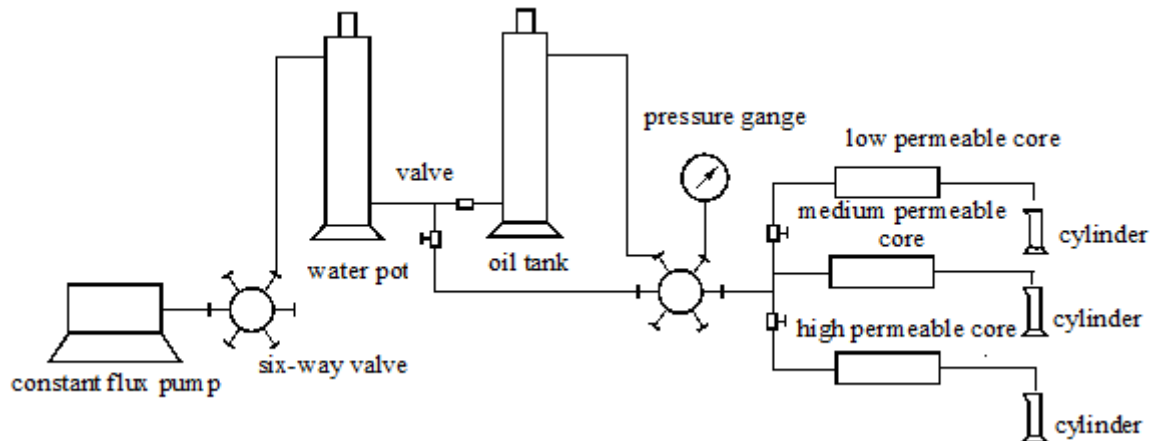 pressure gange
low permeable core
valve
medium permeable
core
cylinder
water pot
oil tank
cylinder
high permeable core
six-way valve
constant flux pump
cylinder